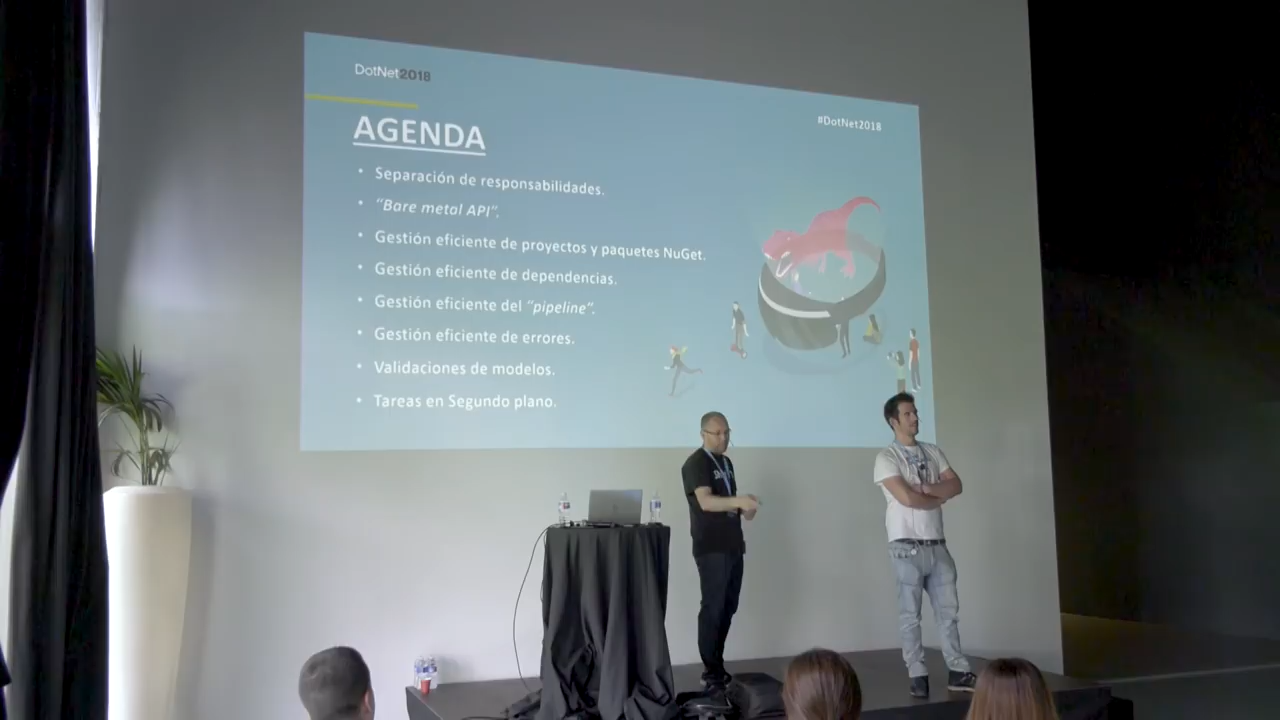 DotNet2018
#DotNet2018
AGENDA
• Separación de responsabilidades.
• “Bare metal API”.
• Gestión eficiente de proyectos y paquetes NuGet.
• Gestión eficiente de dependencias.
• Gestión eficiente del “pipeline”.
• Gestión eficiente de errores.
• Validaciones de modelos.
• Tareas en Segundo plano.